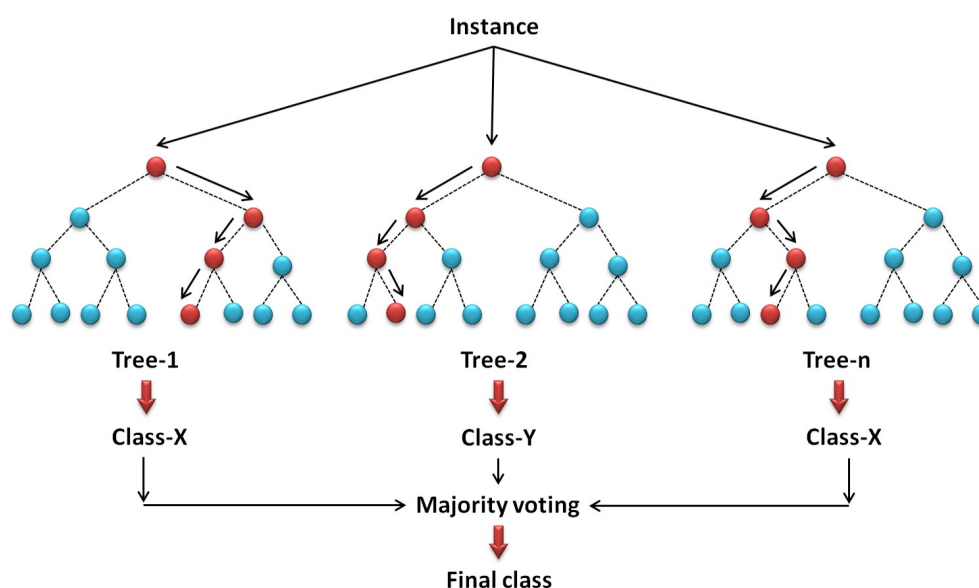 Instance
Tree-1
Tree-2
Tree-n
Class-X
Class-Y
Class-X
Majority voting
Final class